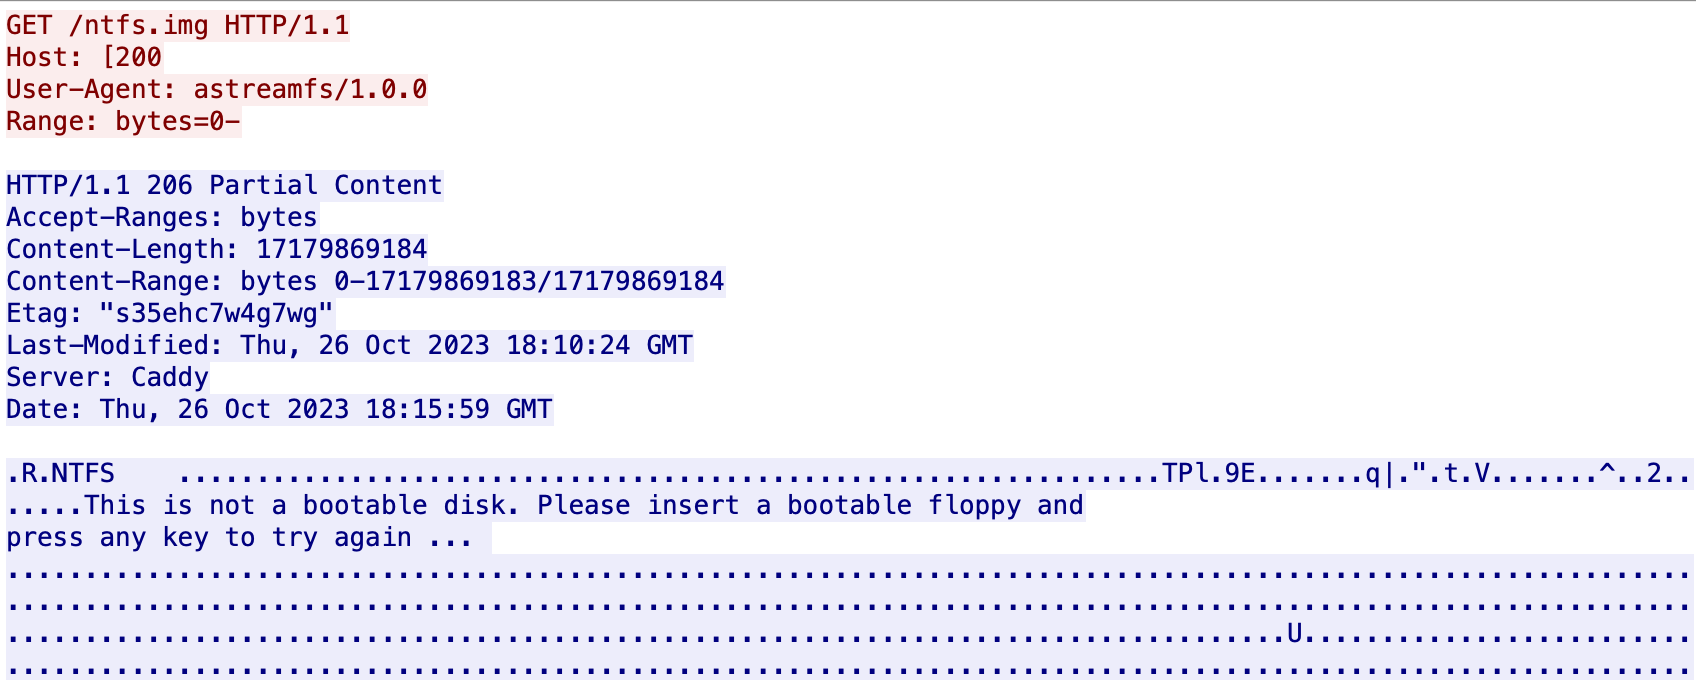 GET /ntfs.img HTTP/1.1
Host: [200
User-Agent: astreamfs/1.0.0
Range: bytes=0-
HTTP/1.1 206 Partial Content
Accept-Ranges: bytes
Content-Length: 17179869184
Content-Range: bytes 0-17179869183/17179869184
Etag: "s35ehc7w4g7wg"
Last-Modified: Thu, 26 Oct 2023 18:10:24 GMT
Server: Caddy
Date: Thu, 26 Oct 2023 18:15:59 GMT
.R.NTFS    ...............................................................TPl.9E.......q|.".t.V.......^..2..
.....This is not a bootable disk. Please insert a bootable floppy and
press any key to try again ...
............................................................................................................
............................................................................................................
..................................................................................U.........................
............................................................................................................